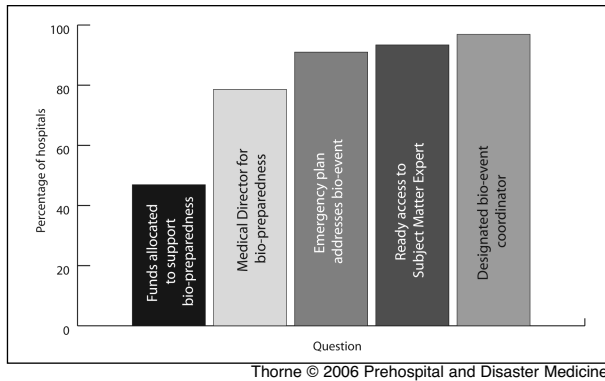 100
80
60
40
20
0
Percentage of hospitals
Funds allocated
to support
bio-preparedness
Medical Director for
bio-preparedness
Emergency plan
addresses bio-event
Ready access to
Subject Matter Expert
Designated bio-event
coordinator
Question
Thorne © 2006 Prehospital and Disaster Medicine